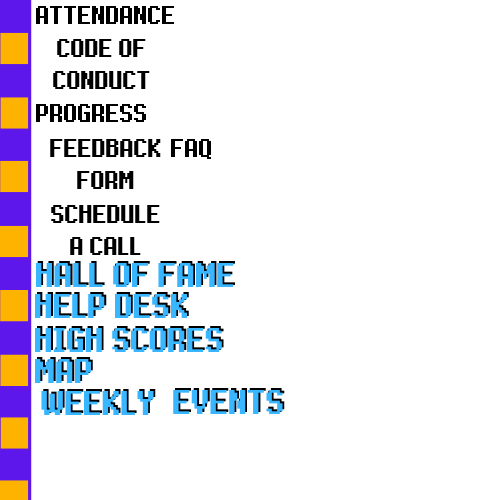 ATTENDANCE
CODE OF
CONDUCT
PROGRESS
FEEDBACK FAQ
FORM
SCHEDULE
A CALL
HALL OF FAME
HELP DESK
HIGH SCORES
MAP
WEEKLY EVENTS